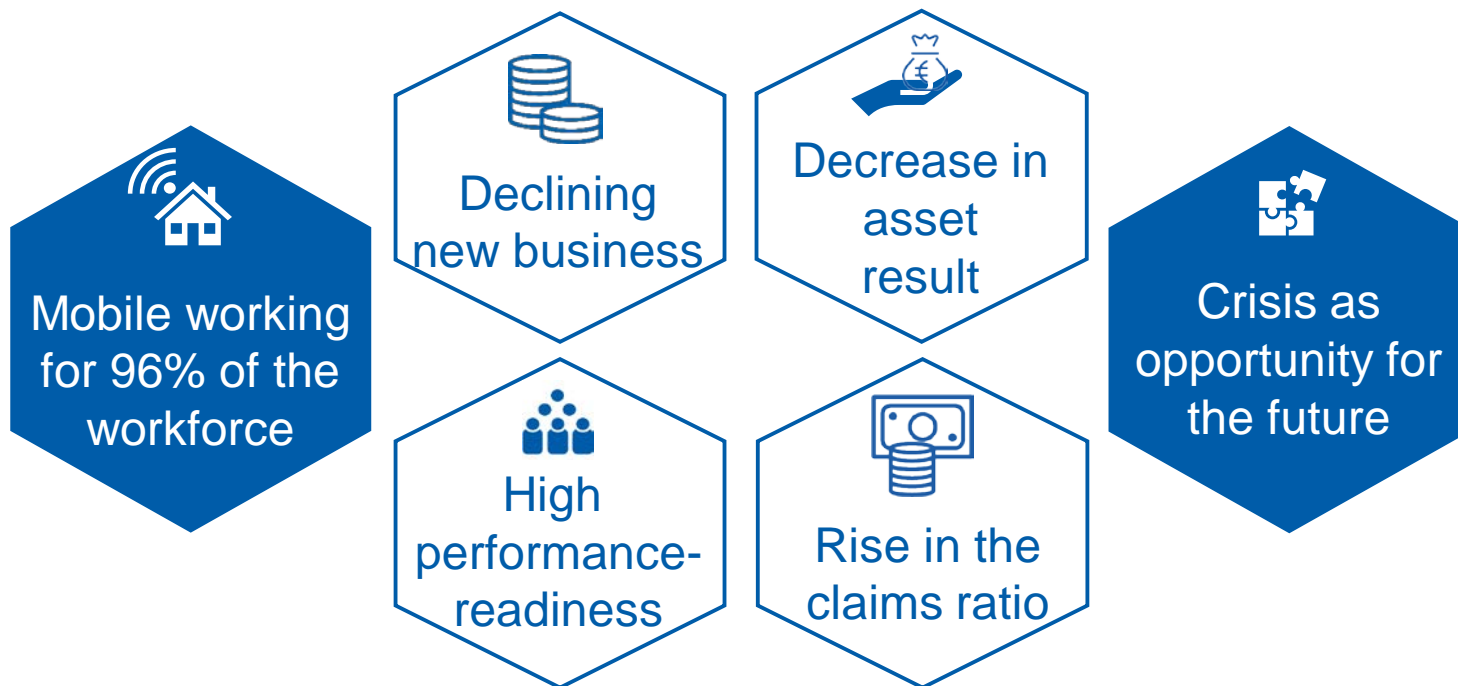 Mobile working
for 96% of the
workforce
Declining
new business
High
performance-
readiness
Decrease in
asset
result
Rise in the
claims ratio
Crisis as
opportunity for
the future